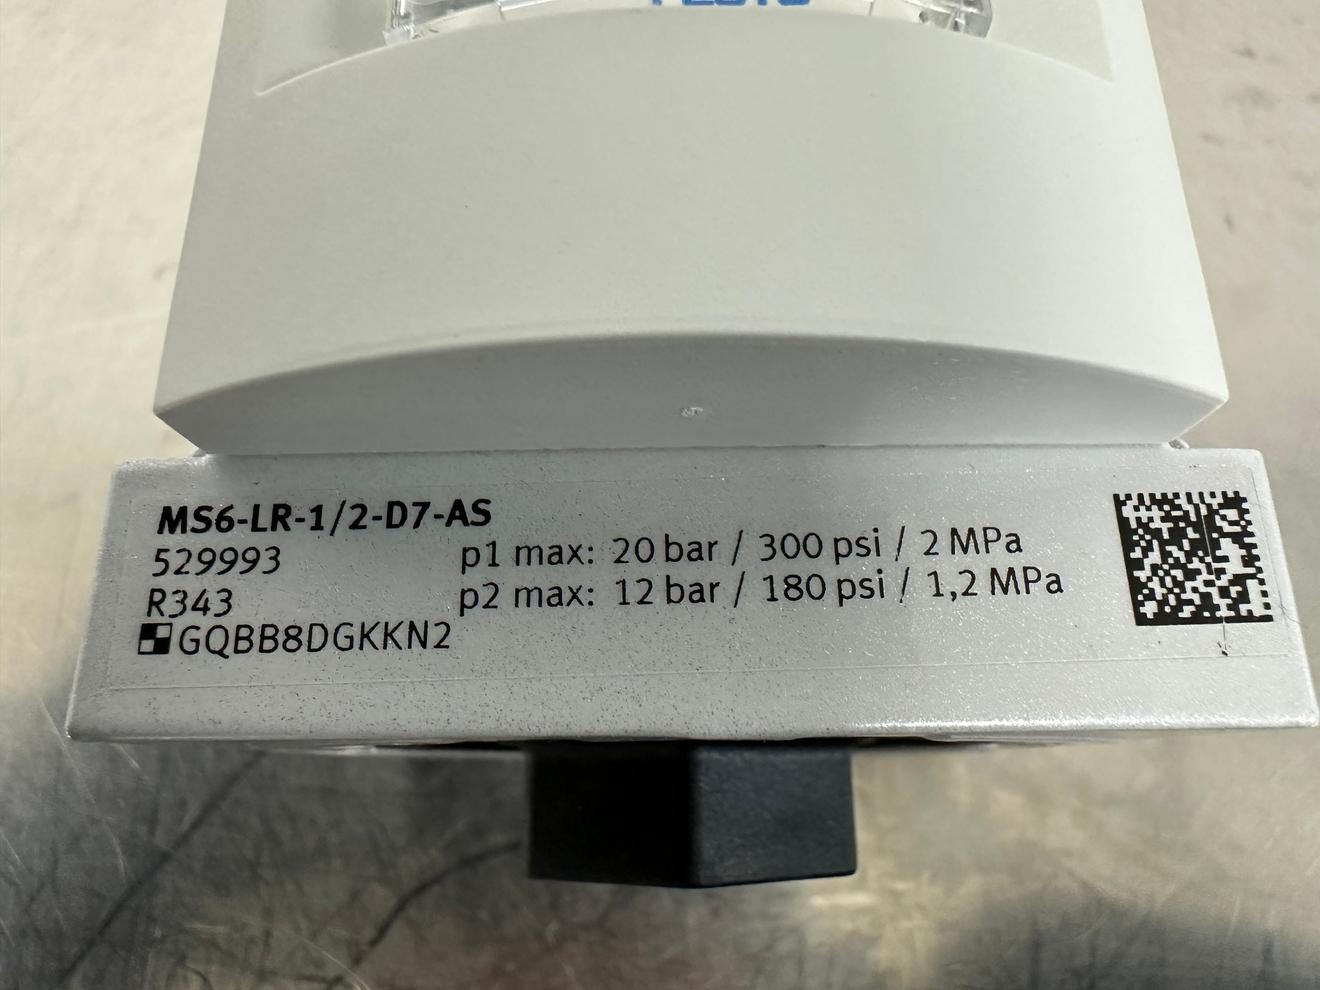 FESTO
MS6-LR-1/2-D7-AS
529993
R343
GQBB8DGKKN2
p1 max: 20 bar / 300 psi / 2 MPa
p2 max: 12 bar / 180 psi / 1,2 MPa